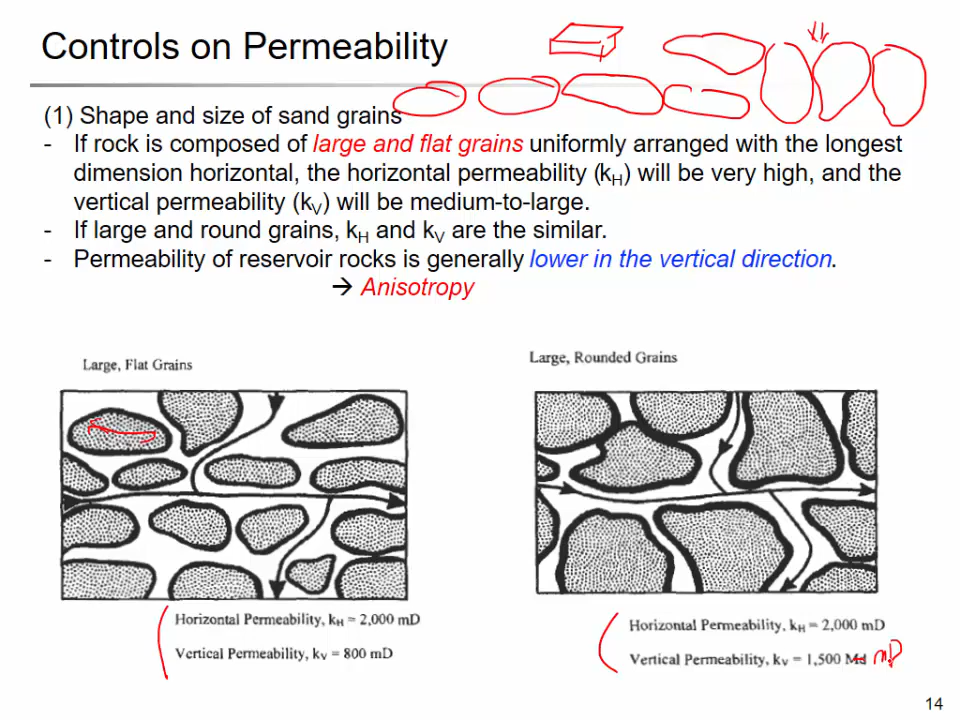 Controls on Permeability
(1) Shape and size of sand grains
- If rock is composed of large and flat grains uniformly arranged with the longest
dimension horizontal, the horizontal permeability (kH) will be very high, and the
vertical permeability (kV) will be medium-to-large.
- If large and round grains, kH and kV are the similar.
- Permeability of reservoir rocks is generally lower in the vertical direction.
→ Anisotropy
Large, Flat Grains
Large, Rounded Grains
Horizontal Permeability, kH = 2,000 mD
Vertical Permeability, kV = 800 mD
Horizontal Permeability, kH = 2,000 mD
Vertical Permeability, kV = 1,500 Md mD
14